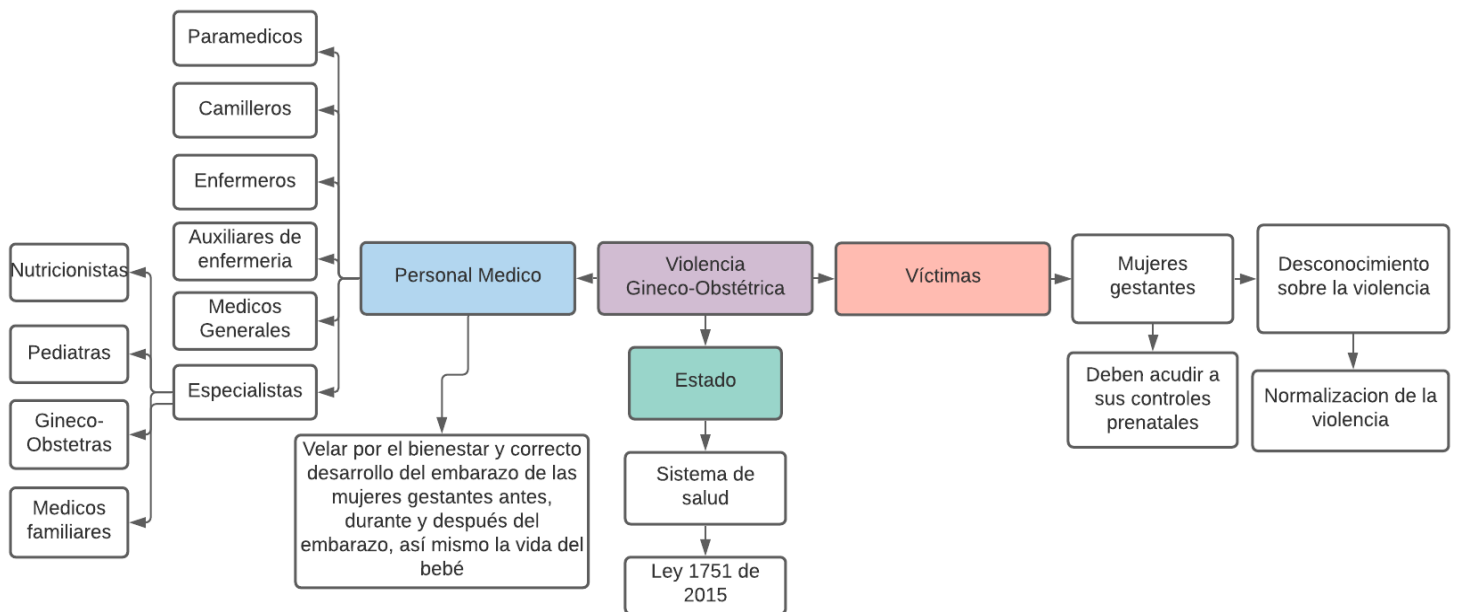 Paramedicos
Camilleros
Enfermeros
Auxiliares de
enfermeria
Medicos
Generales
Especialistas
Nutricionistas
Pediatras
Gineco-
Obstetras
Medicos
familiares
Personal Medico
Velar por el bienestar y correcto
desarrollo del embarazo de las
mujeres gestantes antes,
durante y después del
embarazo, así mismo la vida del
bebé
Violencia
Gineco-Obstétrica
Estado
Sistema de
salud
Ley 1751 de
2015
Víctimas
Mujeres
gestantes
Deben acudir a
sus controles
prenatales
Desconocimiento
sobre la violencia
Normalizacion de la
violencia